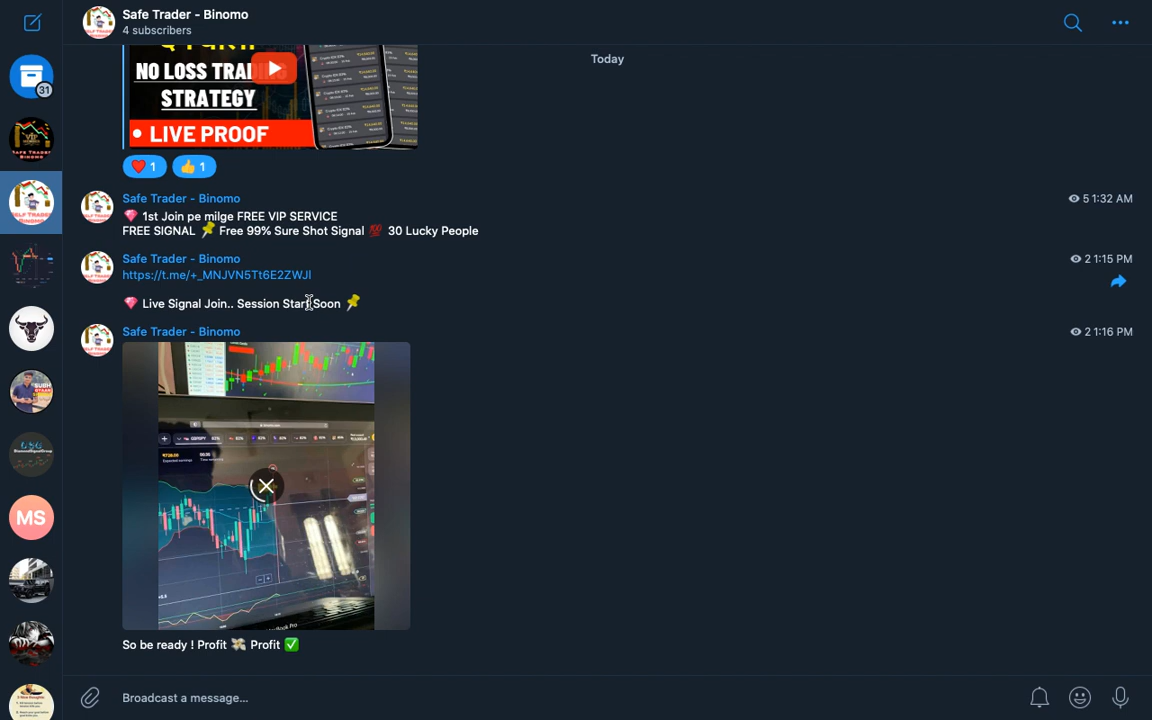 Safe Trader - Binomo
4 subscribers
31
Today
NO LOSS TRADING
STRATEGY
• LIVE PROOF
❤️ 1 👍 1
Safe Trader - Binomo
5 1:32 AM
💎 1st Join pe milge FREE VIP SERVICE
FREE SIGNAL 📌 Free 99% Sure Shot Signal 💯 30 Lucky People
Safe Trader - Binomo
2 1:15 PM
https://t.me/+_MNJVN5Tt6E2ZWJl
💎 Live Signal Join.. Session Start Soon 📌
Safe Trader - Binomo
2 1:16 PM
So be ready ! Profit 💸 Profit ✅
MS
Broadcast a message...